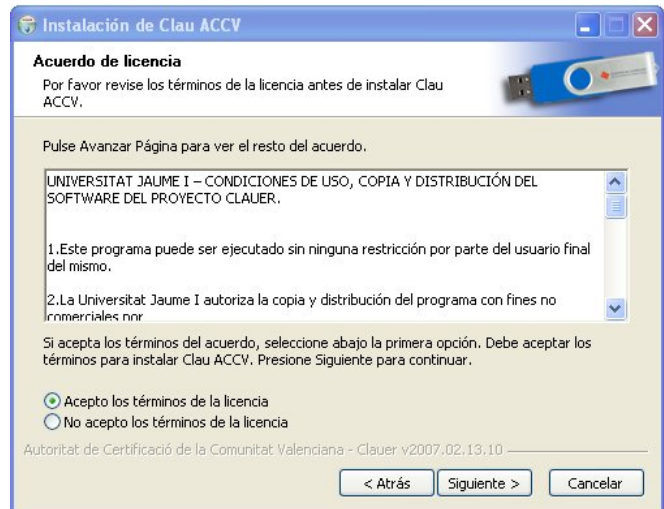 Instalación de Clau ACCV
Acuerdo de licencia
Por favor revise los términos de la licencia antes de instalar Clau
ACCV.
Pulse Avanzar Página para ver el resto del acuerdo.
UNIVERSITAT JAUME I – CONDICIONES DE USO, COPIA Y DISTRIBUCIÓN DEL
SOFTWARE DEL PROYECTO CLAUER.
1.Este programa puede ser ejecutado sin ninguna restricción por parte del usuario final
del mismo.
2.La Universitat Jaume I autoriza la copia y distribución del programa con fines no
comerciales por
Si acepta los términos del acuerdo, seleccione abajo la primera opción. Debe aceptar los
términos para instalar Clau ACCV. Presione Siguiente para continuar.
Acepto los términos de la licencia
No acepto los términos de la licencia
Autoritat de Certificació de la Comunitat Valenciana - Clauer v2007.02.13.10
< Atrás
Siguiente >
Cancelar